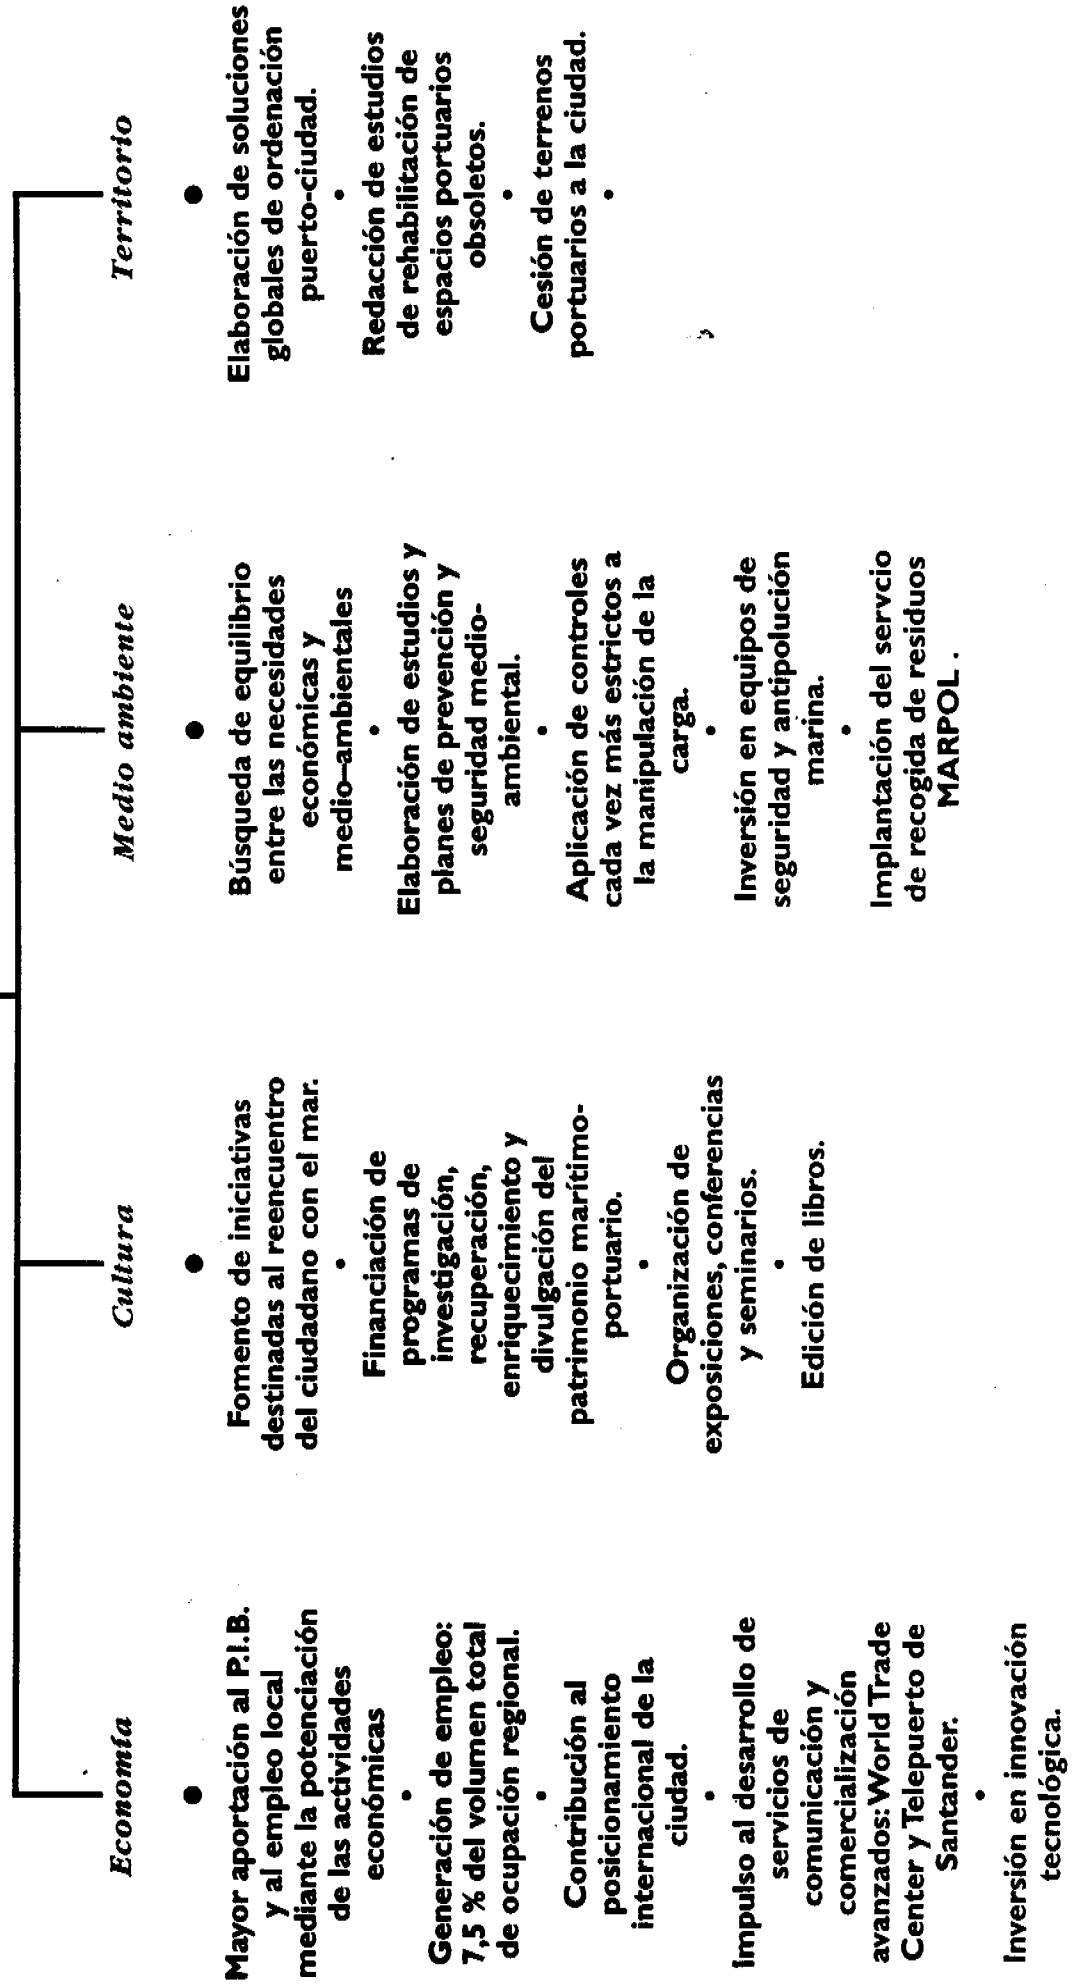 Economía
Mayor aportación al P.I.B.
y al empleo local
mediante la potenciación
de las actividades
económicas
Generación de empleo:
7,5 % del volumen total
de ocupación regional.
Contribución al
posicionamiento
internacional de la
ciudad.
Impulso al desarrollo de
servicios de
comunicación y
comercialización
avanzados: World Trade
Center y Telepuerto de
Santander.
Inversión en innovación
tecnológica.
Cultura
Fomento de iniciativas
destinadas al reencuentro
del ciudadano con el mar.
Financiación de
programas de
investigación,
recuperación,
enriquecimiento y
divulgación del
patrimonio marítimo-
portuario.
Organización de
exposiciones, conferencias
y seminarios.
Edición de libros.
Medio ambiente
Búsqueda de equilibrio
entre las necesidades
económicas y
medio–ambientales
Elaboración de estudios y
planes de prevención y
seguridad medio-
ambiental.
Aplicación de controles
cada vez más estrictos a
la manipulación de la
carga.
Inversión en equipos de
seguridad y antipolución
marina.
Implantación del servcio
de recogida de residuos
MARPOL .
Territorio
Elaboración de soluciones
globales de ordenación
puerto-ciudad.
Redacción de estudios
de rehabilitación de
espacios portuarios
obsoletos.
Cesión de terrenos
portuarios a la ciudad.